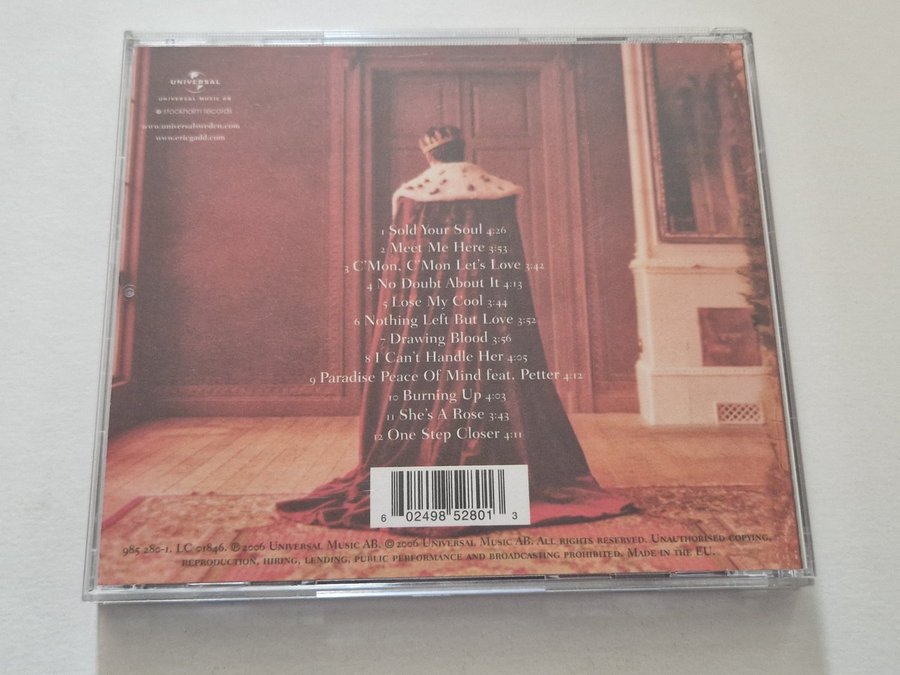 UNIVERSAL
UNIVERSAL MUSIC AB
stockholm records
www.universalsweden.com
www.ericgadd.com
1 Sold Your Soul 4:26
2 Meet Me Here 3:53
3 C'Mon, C'Mon Let's Love 3:42
4 No Doubt About It 4:13
5 Lose My Cool 3:44
6 Nothing Left But Love 3:52
7 Drawing Blood 3:56
8 I Can't Handle Her 4:05
9 Paradise Peace Of Mind feat. Petter 4:12
10 Burning Up 4:03
11 She's A Rose 3:43
12 One Step Closer 4:11
6 02498 52801 3
985 280-1. LC 01846. ℗ 2006 Universal Music AB. © 2006 Universal Music AB. All rights reserved. Unauthorised copying,
reproduction, hiring, lending, public performance and broadcasting prohibited. Made in the EU.